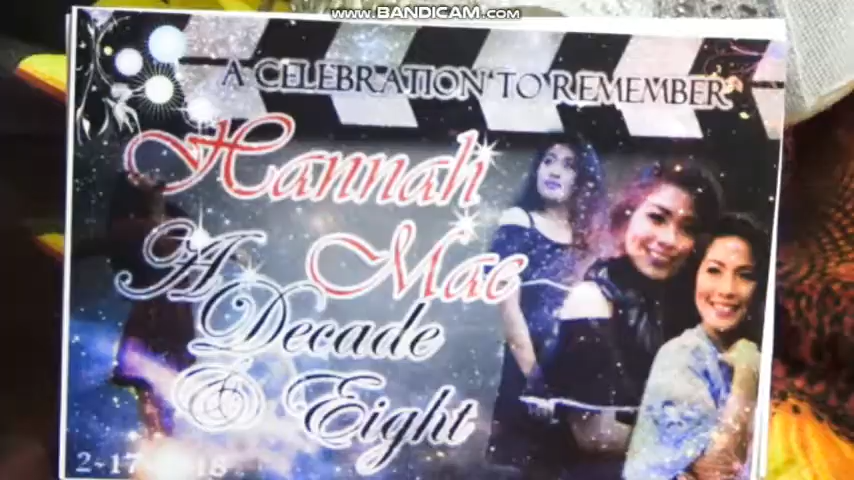 www.BANDICAM.com
A CELEBRATION TO REMEMBER
Hannah
Mae
A
Decade
& Eight